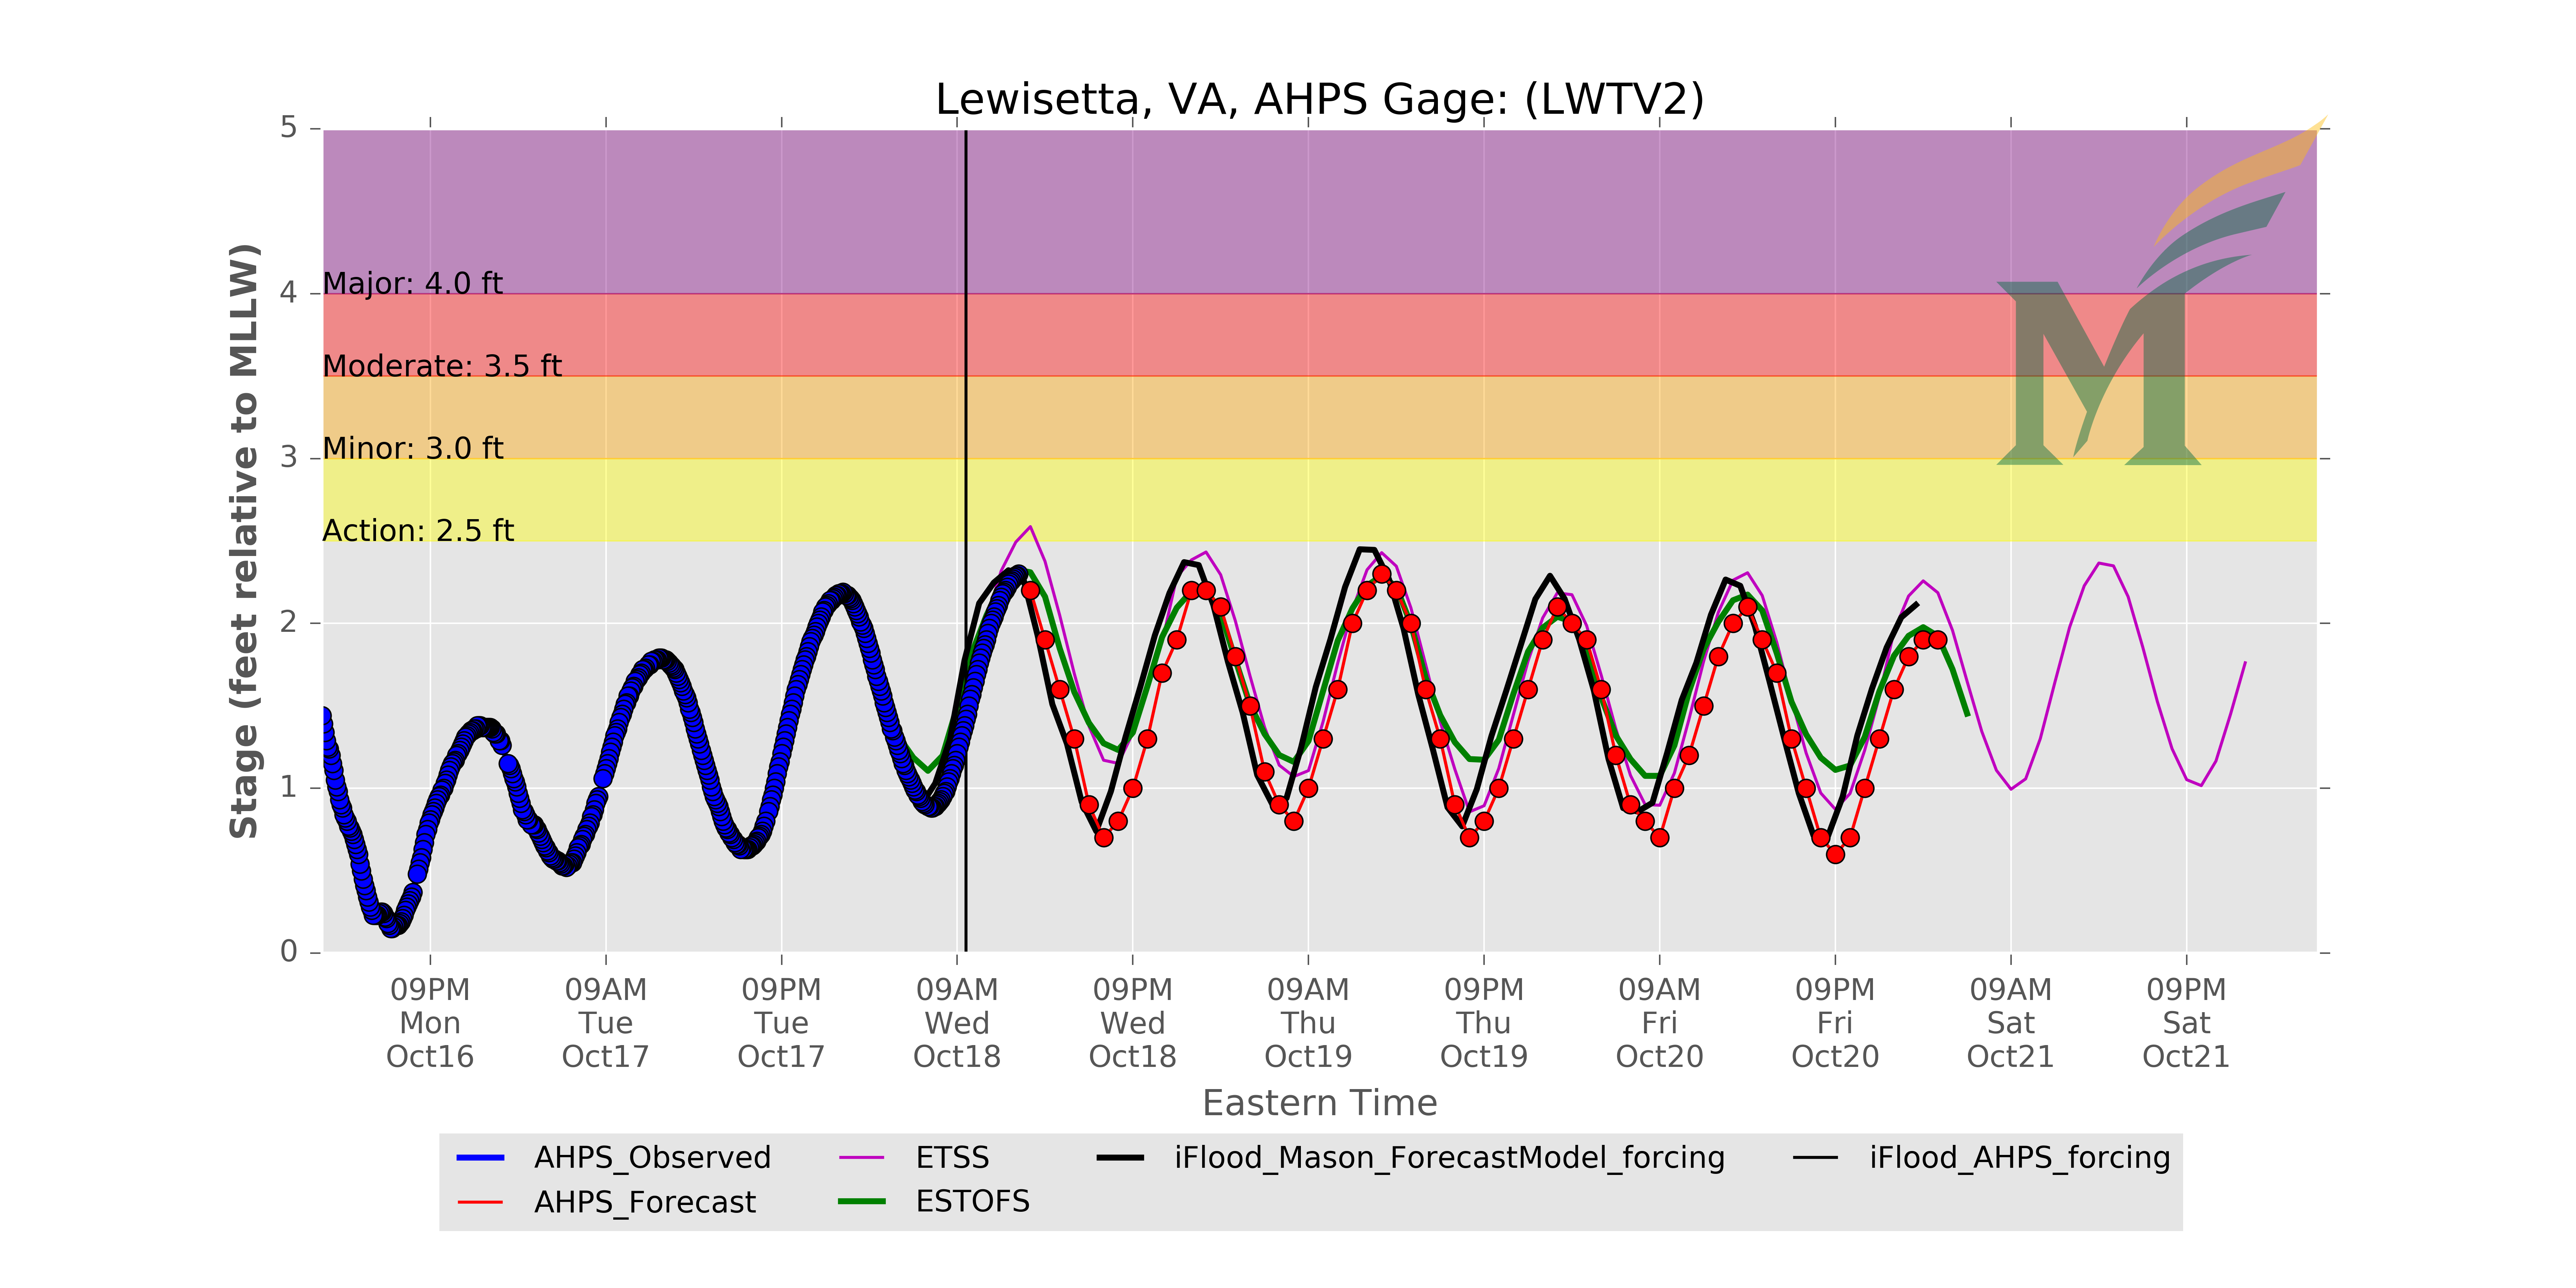 Lewisetta, VA, AHPS Gage: (LWTV2)
Stage (feet relative to MLLW)
5
4
3
2
1
0
Major: 4.0 ft
Moderate: 3.5 ft
Minor: 3.0 ft
Action: 2.5 ft
M
09PM Mon Oct16
09AM Tue Oct17
09PM Tue Oct17
09AM Wed Oct18
09PM Wed Oct18
09AM Thu Oct19
09PM Thu Oct19
09AM Fri Oct20
09PM Fri Oct20
09AM Sat Oct21
09PM Sat Oct21
Eastern Time
AHPS_Observed
AHPS_Forecast
ETSS
ESTOFS
iFlood_Mason_ForecastModel_forcing
iFlood_AHPS_forcing